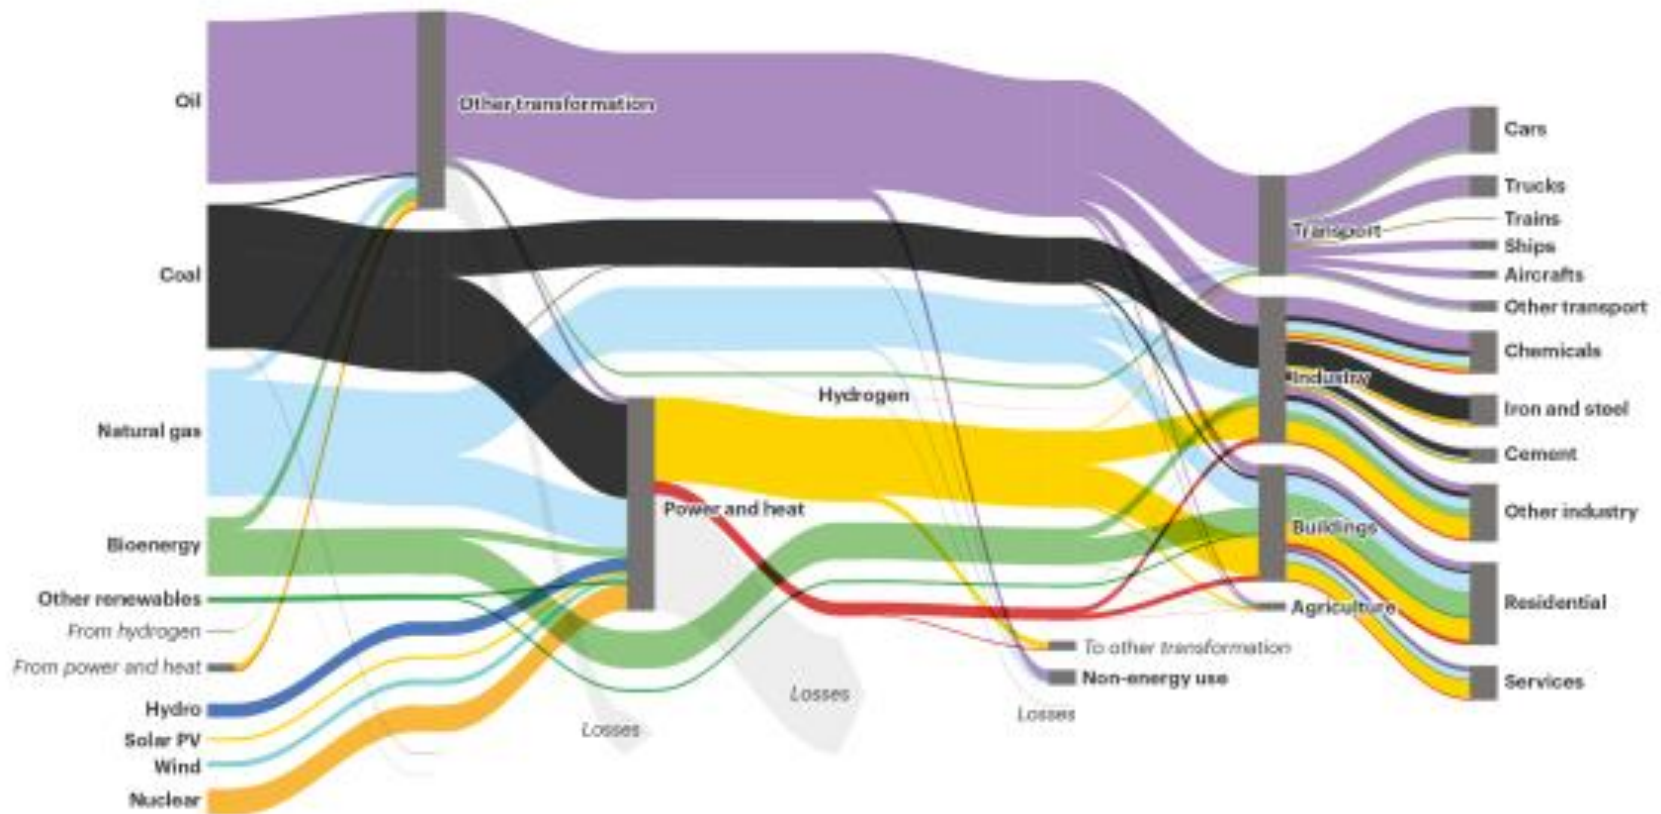 Oil
Other transformation
Coal
Natural gas
Bioenergy
Other renewables
From hydrogen
From power and heat
Hydro
Solar PV
Wind
Nuclear
Hydrogen
Power and heat
Losses
Losses
Losses
To other transformation
Non-energy use
Transport
Industry
Buildings
Agriculture
Cars
Trucks
Trains
Ships
Aircrafts
Other transport
Chemicals
Iron and steel
Cement
Other industry
Residential
Services